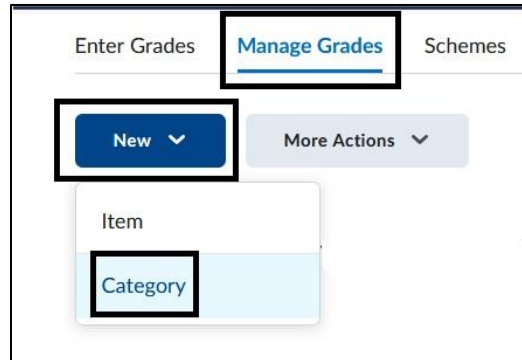 Enter Grades Manage Grades Schemes
New More Actions
Item
Category